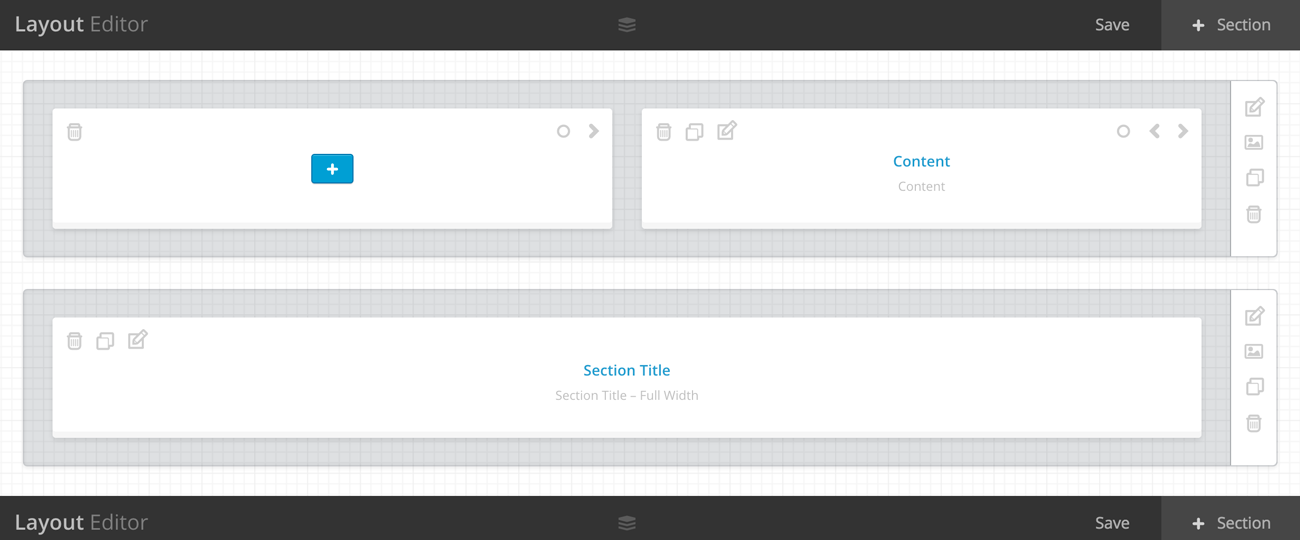 Layout Editor
Save
+ Section
Content
Content
Section Title
Section Title – Full Width
Layout Editor
Save
+ Section